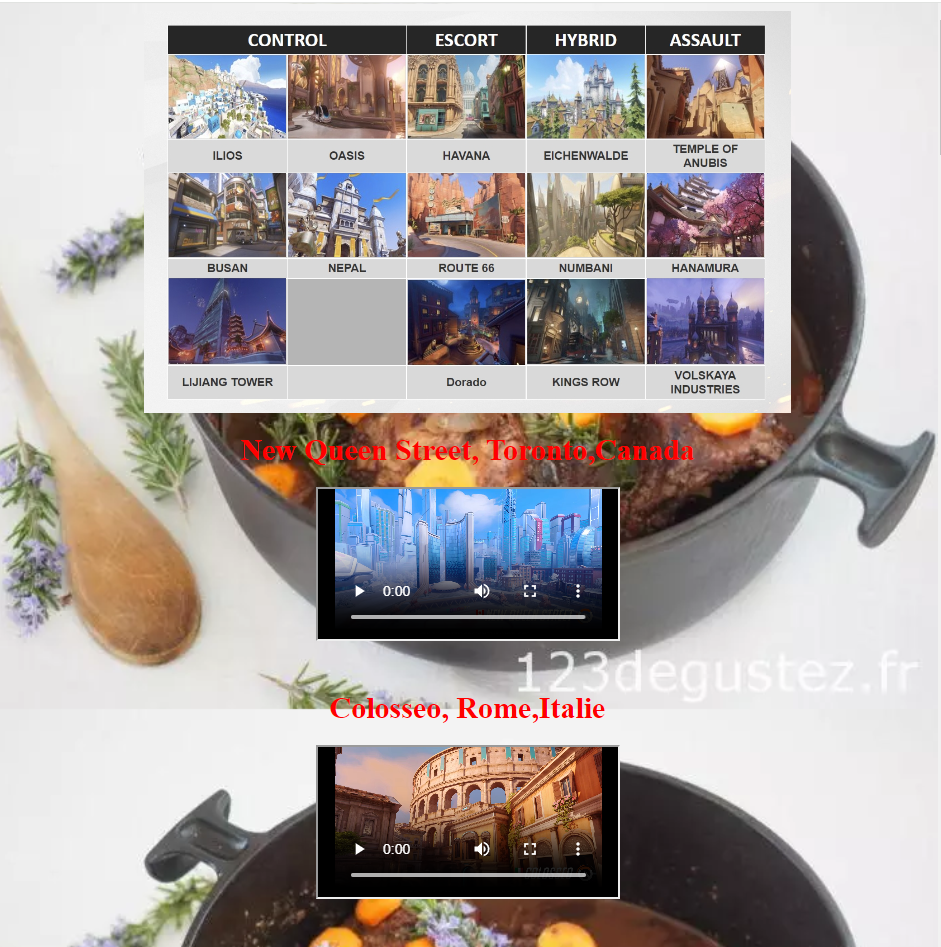 CONTROL ESCORT HYBRID ASSAULT
ILIOS OASIS HAVANA EICHENWALDE TEMPLE OF ANUBIS
BUSAN NEPAL ROUTE 66 NUMBANI HANAMURA
LIJIANG TOWER Dorado KINGS ROW VOLSKAYA INDUSTRIES
New Queen Street, Toronto,Canada
0:00
123degustez.fr
Colosseo, Rome,Italie
0:00